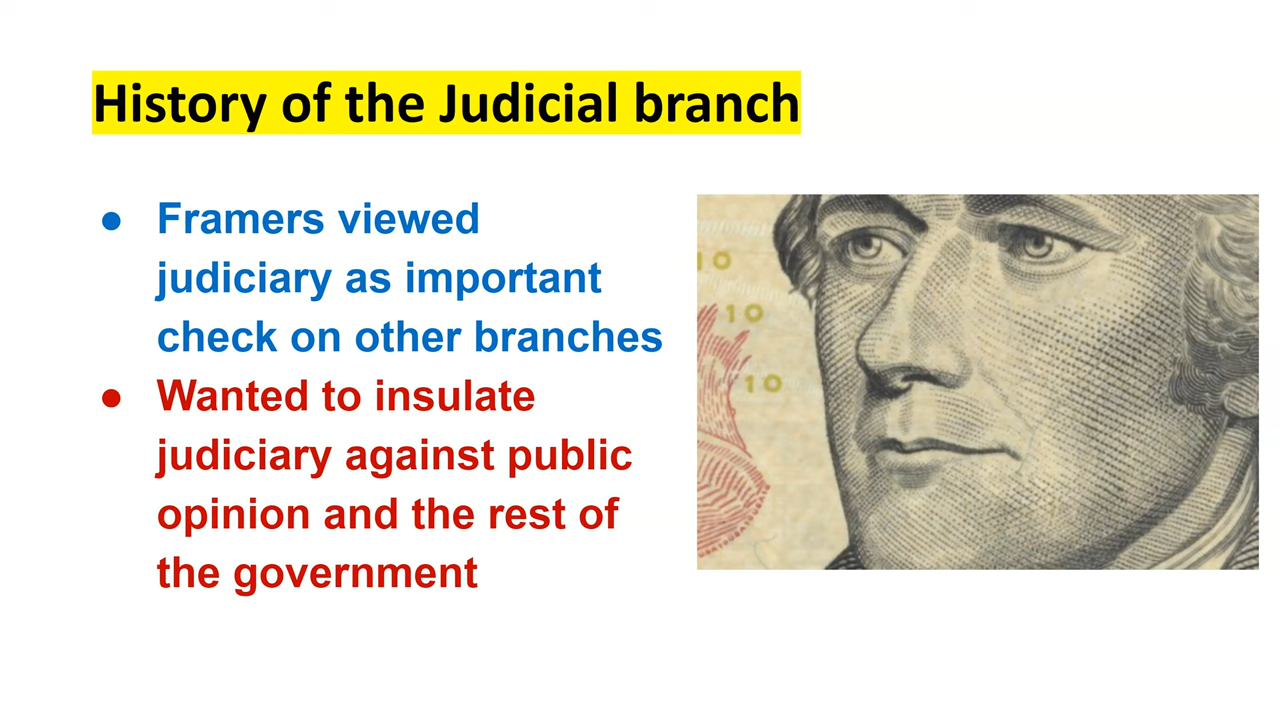 History of the Judicial branch
● Framers viewed
judiciary as important
check on other branches
● Wanted to insulate
judiciary against public
opinion and the rest of
the government
10
10
10